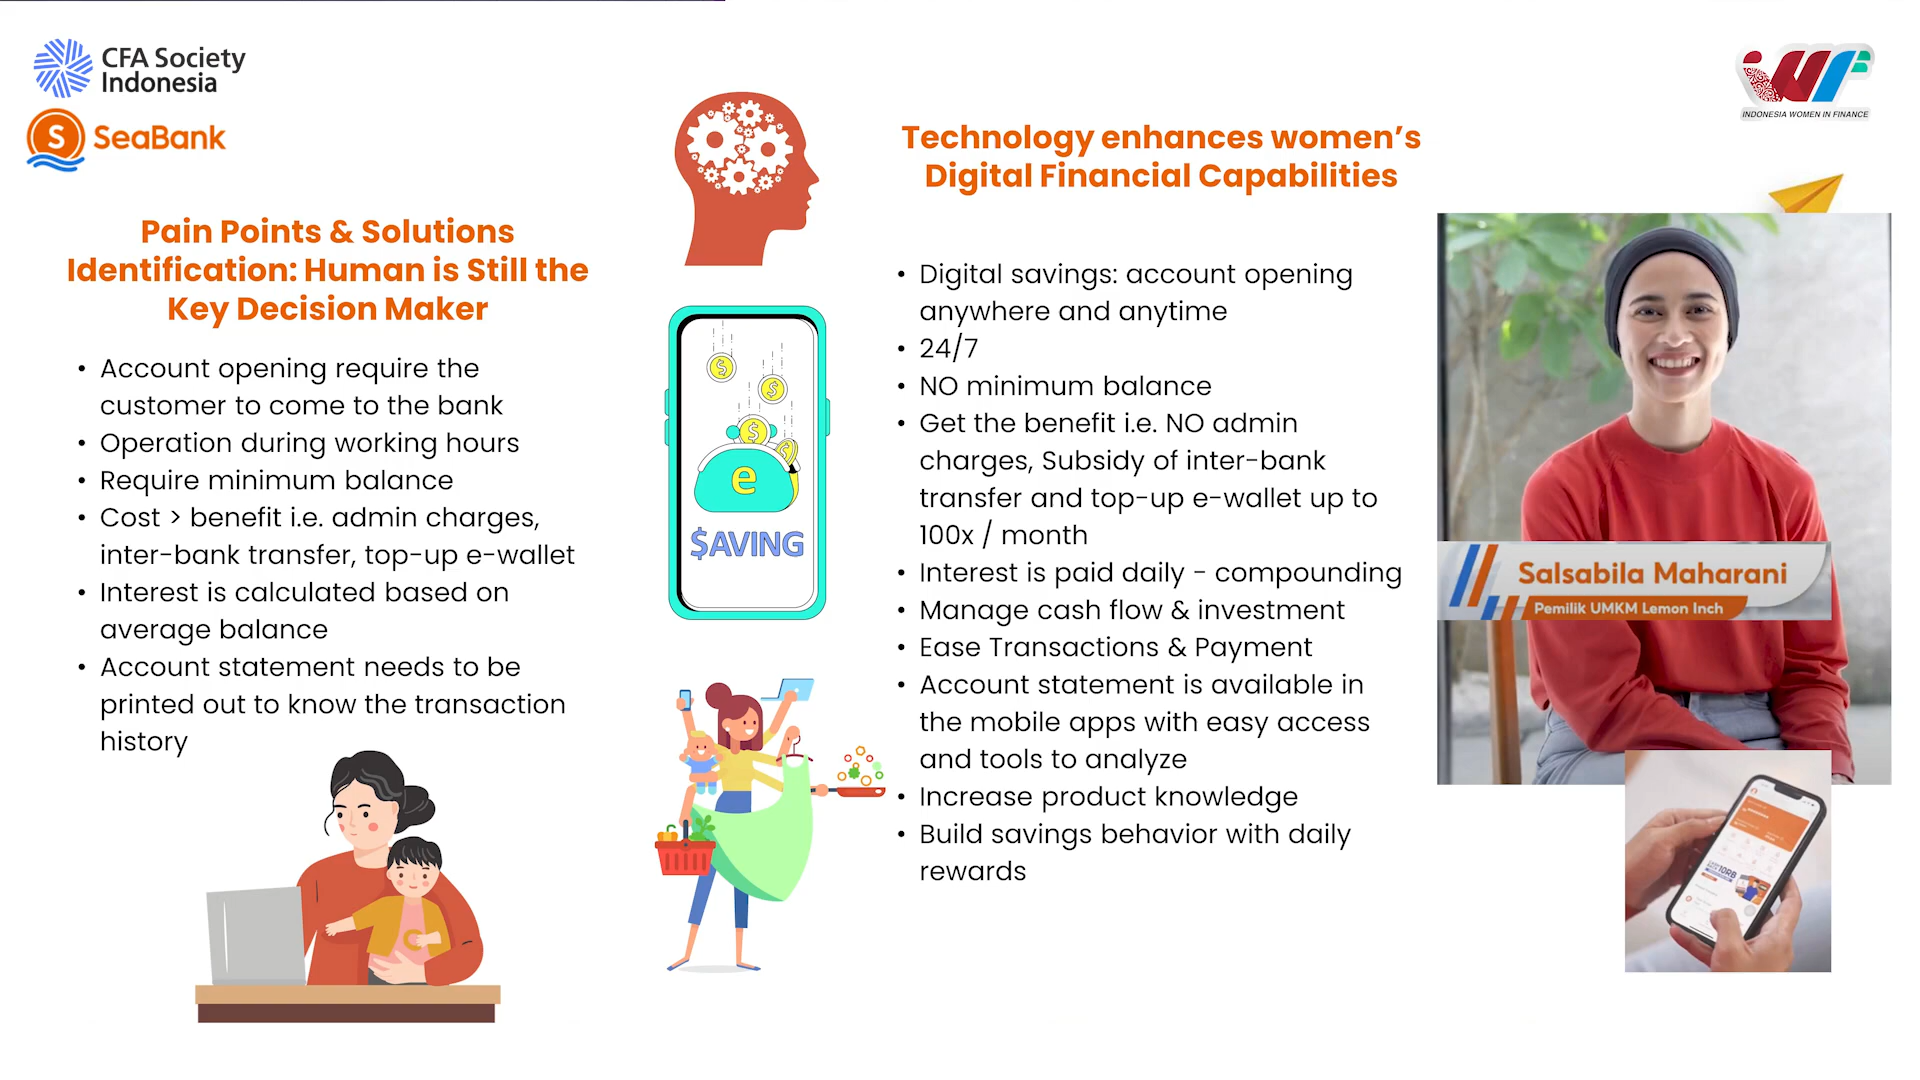 CFA Society
Indonesia
SeaBank
INDONESIA WOMEN IN FINANCE
Pain Points & Solutions
Identification: Human is Still the
Key Decision Maker
• Account opening require the
customer to come to the bank
• Operation during working hours
• Require minimum balance
• Cost > benefit i.e. admin charges,
inter-bank transfer, top-up e-wallet
• Interest is calculated based on
average balance
• Account statement needs to be
printed out to know the transaction
history
e
$AVING
Technology enhances women's
Digital Financial Capabilities
• Digital savings: account opening
anywhere and anytime
• 24/7
• NO minimum balance
• Get the benefit i.e. NO admin
charges, Subsidy of inter-bank
transfer and top-up e-wallet up to
100x / month
• Interest is paid daily - compounding
• Manage cash flow & investment
• Ease Transactions & Payment
• Account statement is available in
the mobile apps with easy access
and tools to analyze
• Increase product knowledge
• Build savings behavior with daily
rewards
Salsabila Maharani
Pemilik UMKM Lemon Inch
10RB